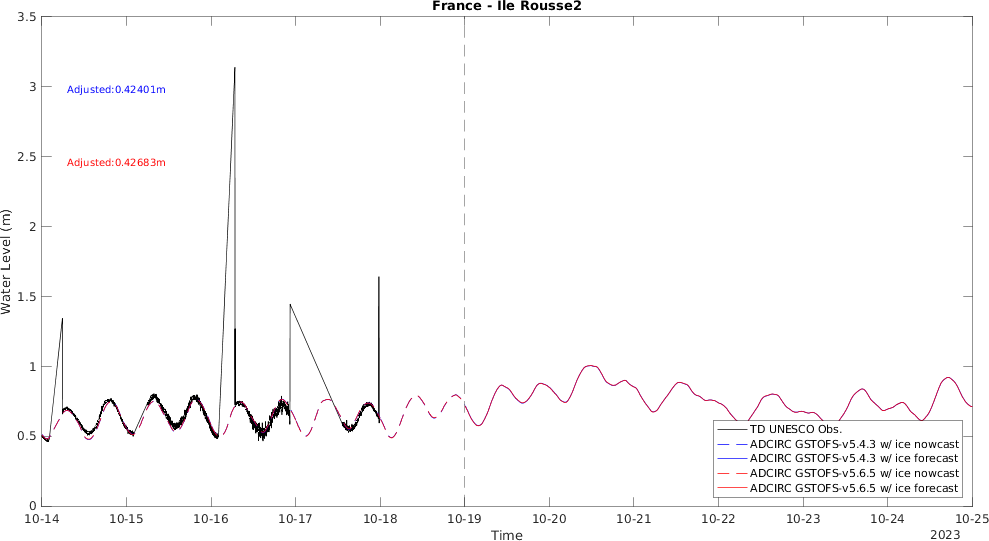 France - Ile Rousse2
3.5
3
2.5
2
1.5
1
0.5
0
Water Level (m)
Adjusted:0.42401m
Adjusted:0.42683m
TD UNESCO Obs.
ADCIRC GSTOFS-v5.4.3 w/ ice nowcast
ADCIRC GSTOFS-v5.4.3 w/ ice forecast
ADCIRC GSTOFS-v5.6.5 w/ ice nowcast
ADCIRC GSTOFS-v5.6.5 w/ ice forecast
10-14 10-15 10-16 10-17 10-18 10-19 10-20 10-21 10-22 10-23 10-24 10-25
Time
2023